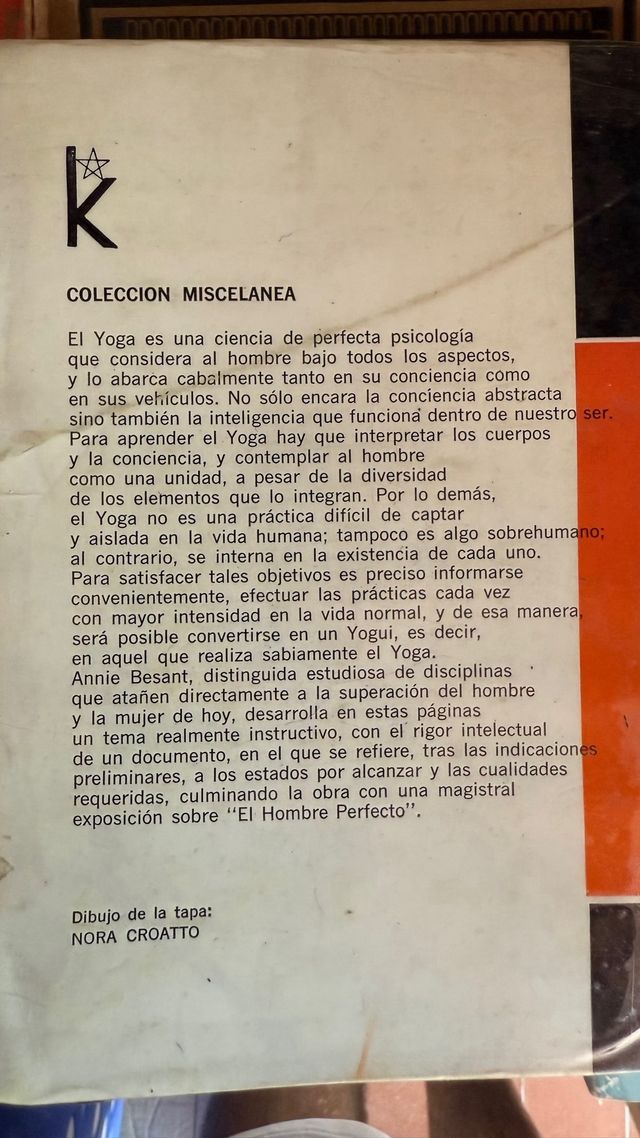 k
COLECCION MISCELANEA
El Yoga es una ciencia de perfecta psicología
que considera al hombre bajo todos los aspectos,
y lo abarca cabalmente tanto en su conciencia como
en sus vehículos. No sólo encara la conciencia abstracta
sino también la inteligencia que funciona dentro de nuestro ser.
Para aprender el Yoga hay que interpretar los cuerpos
y la conciencia, y contemplar al hombre
como una unidad, a pesar de la diversidad
de los elementos que lo integran. Por lo demás,
el Yoga no es una práctica difícil de captar
y aislada en la vida humana; tampoco es algo sobrehumano;
al contrario, se interna en la existencia de cada uno.
Para satisfacer tales objetivos es preciso informarse
convenientemente, efectuar las prácticas cada vez
con mayor intensidad en la vida normal, y de esa manera,
será posible convertirse en un Yogui, es decir,
en aquel que realiza sabiamente el Yoga.
Annie Besant, distinguida estudiosa de disciplinas
que atañen directamente a la superación del hombre
y la mujer de hoy, desarrolla en estas páginas
un tema realmente instructivo, con el rigor intelectual
de un documento, en el que se refiere, tras las indicaciones
preliminares, a los estados por alcanzar y las cualidades
requeridas, culminando la obra con una magistral
exposición sobre “El Hombre Perfecto”.
Dibujo de la tapa:
NORA CROATTO